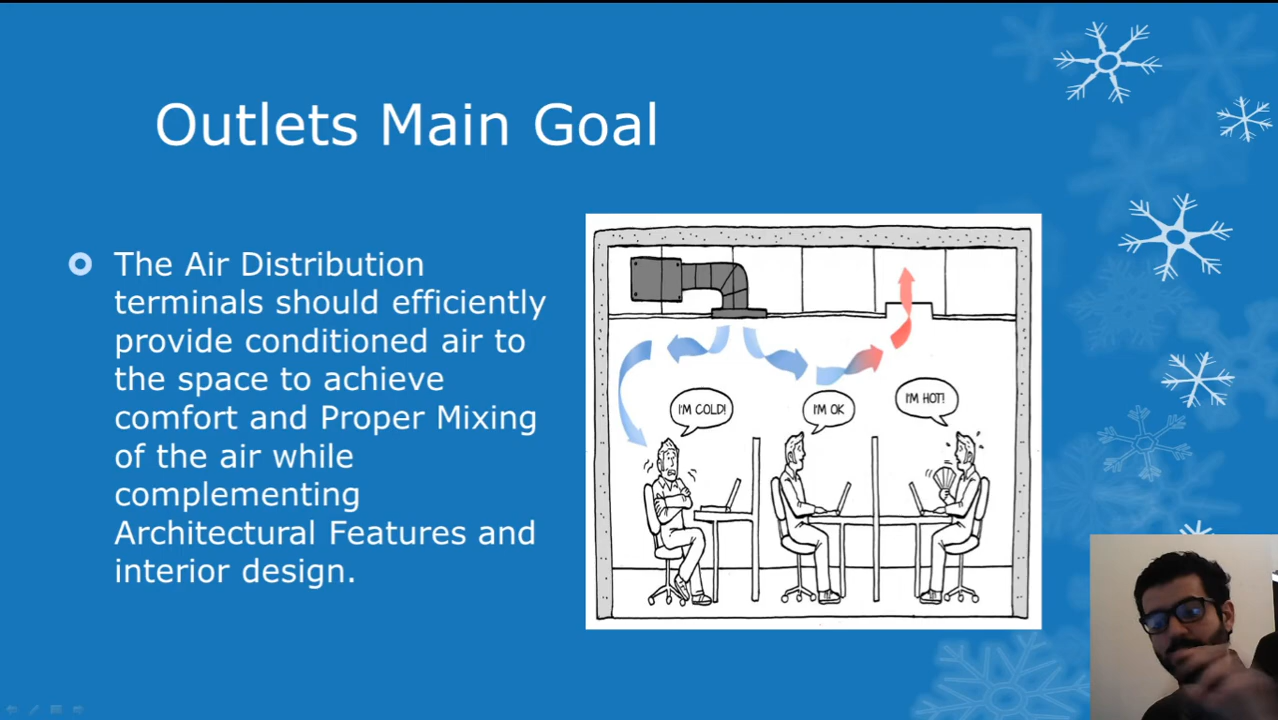 Outlets Main Goal
The Air Distribution
terminals should efficiently
provide conditioned air to
the space to achieve
comfort and Proper Mixing
of the air while
complementing
Architectural Features and
interior design.
I'M COLD!
I'M OK
I'M HOT!